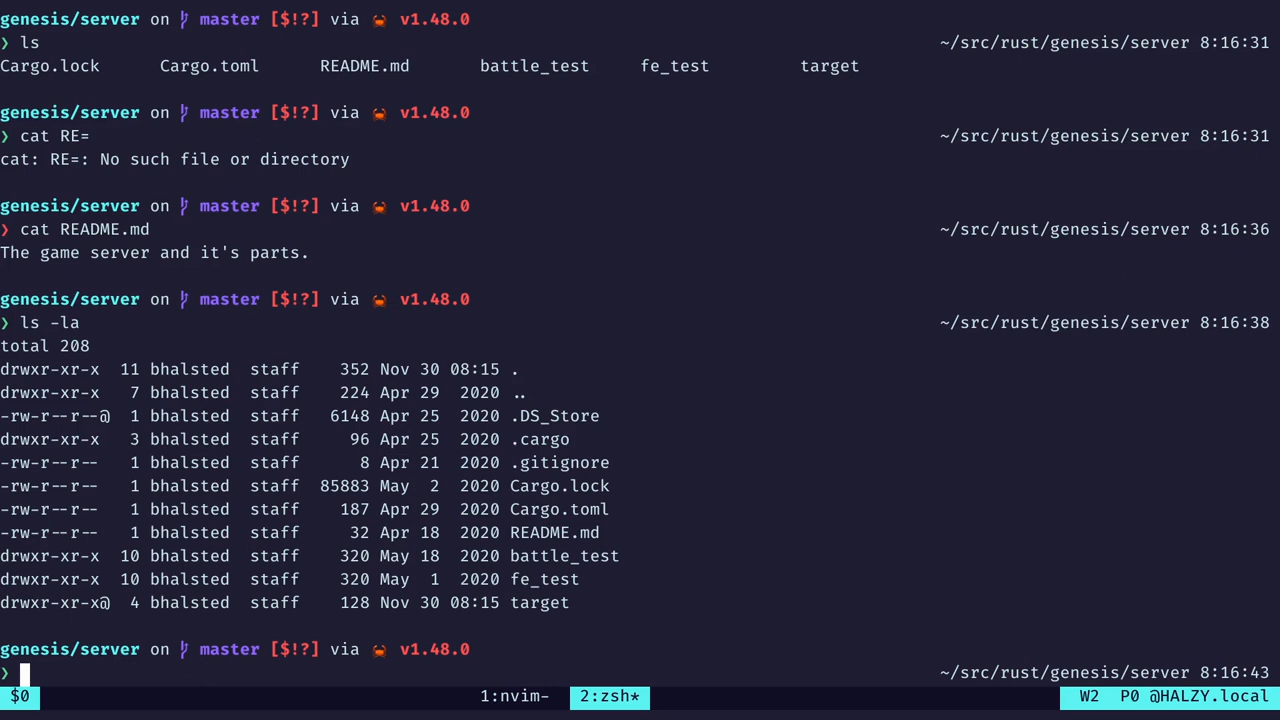 genesis/server on master [$!?] via v1.48.0
❯ ls ~/src/rust/genesis/server 8:16:31
Cargo.lock Cargo.toml README.md battle_test fe_test target
genesis/server on master [$!?] via v1.48.0
❯ cat RE= ~/src/rust/genesis/server 8:16:31
cat: RE=: No such file or directory
genesis/server on master [$!?] via v1.48.0
❯ cat README.md ~/src/rust/genesis/server 8:16:36
The game server and it's parts.
genesis/server on master [$!?] via v1.48.0
❯ ls -la ~/src/rust/genesis/server 8:16:38
total 208
drwxr-xr-x 11 bhalsted staff 352 Nov 30 08:15 .
drwxr-xr-x 7 bhalsted staff 224 Apr 29 2020 ..
-rw-r--r--@ 1 bhalsted staff 6148 Apr 25 2020 .DS_Store
drwxr-xr-x 3 bhalsted staff 96 Apr 25 2020 .cargo
-rw-r--r-- 1 bhalsted staff 8 Apr 21 2020 .gitignore
-rw-r--r-- 1 bhalsted staff 85883 May 2 2020 Cargo.lock
-rw-r--r-- 1 bhalsted staff 187 Apr 29 2020 Cargo.toml
-rw-r--r-- 1 bhalsted staff 32 Apr 18 2020 README.md
drwxr-xr-x 10 bhalsted staff 320 May 18 2020 battle_test
drwxr-xr-x 10 bhalsted staff 320 May 1 2020 fe_test
drwxr-xr-x@ 4 bhalsted staff 128 Nov 30 08:15 target
genesis/server on master [$!?] via v1.48.0
❯ ~/src/rust/genesis/server 8:16:43
$0 1:nvim- 2:zsh* W2 P0 @HALZY.local